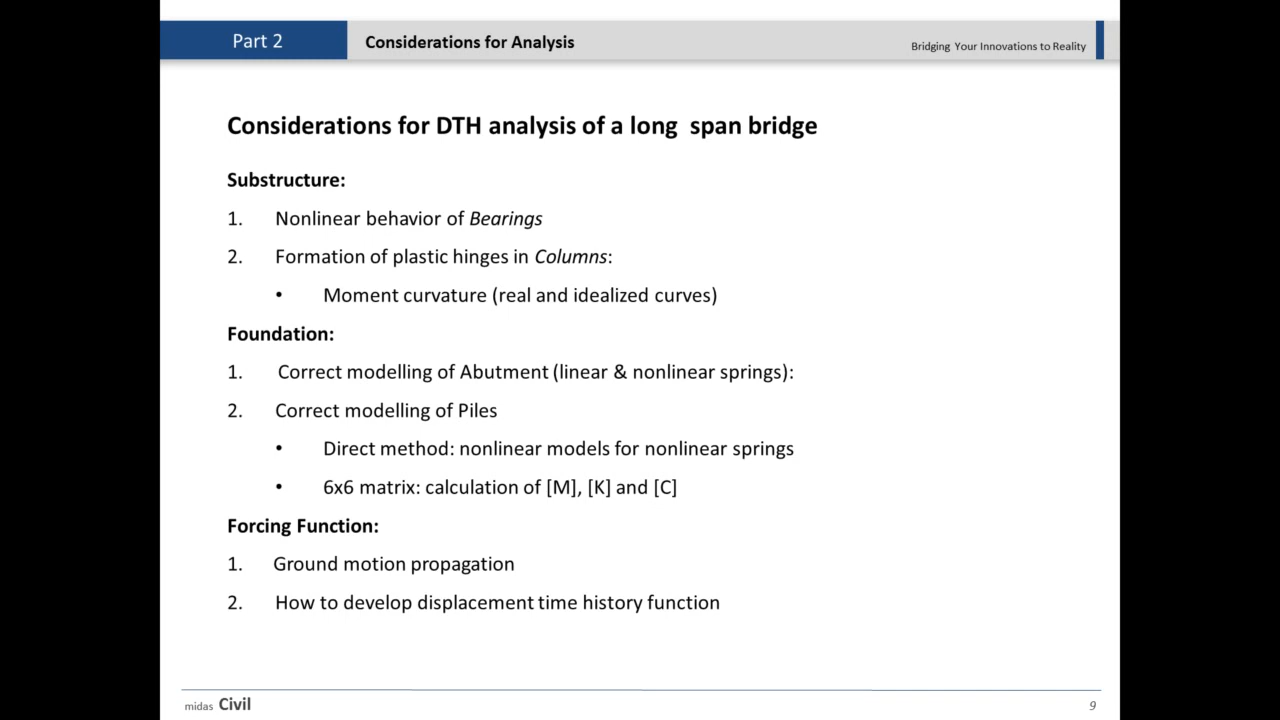 Part 2
Considerations for Analysis
Bridging Your Innovations to Reality
Considerations for DTH analysis of a long span bridge
Substructure:
1. Nonlinear behavior of Bearings
2. Formation of plastic hinges in Columns:
• Moment curvature (real and idealized curves)
Foundation:
1. Correct modelling of Abutment (linear & nonlinear springs):
2. Correct modelling of Piles
• Direct method: nonlinear models for nonlinear springs
• 6x6 matrix: calculation of [M], [K] and [C]
Forcing Function:
1. Ground motion propagation
2. How to develop displacement time history function
midas Civil
9